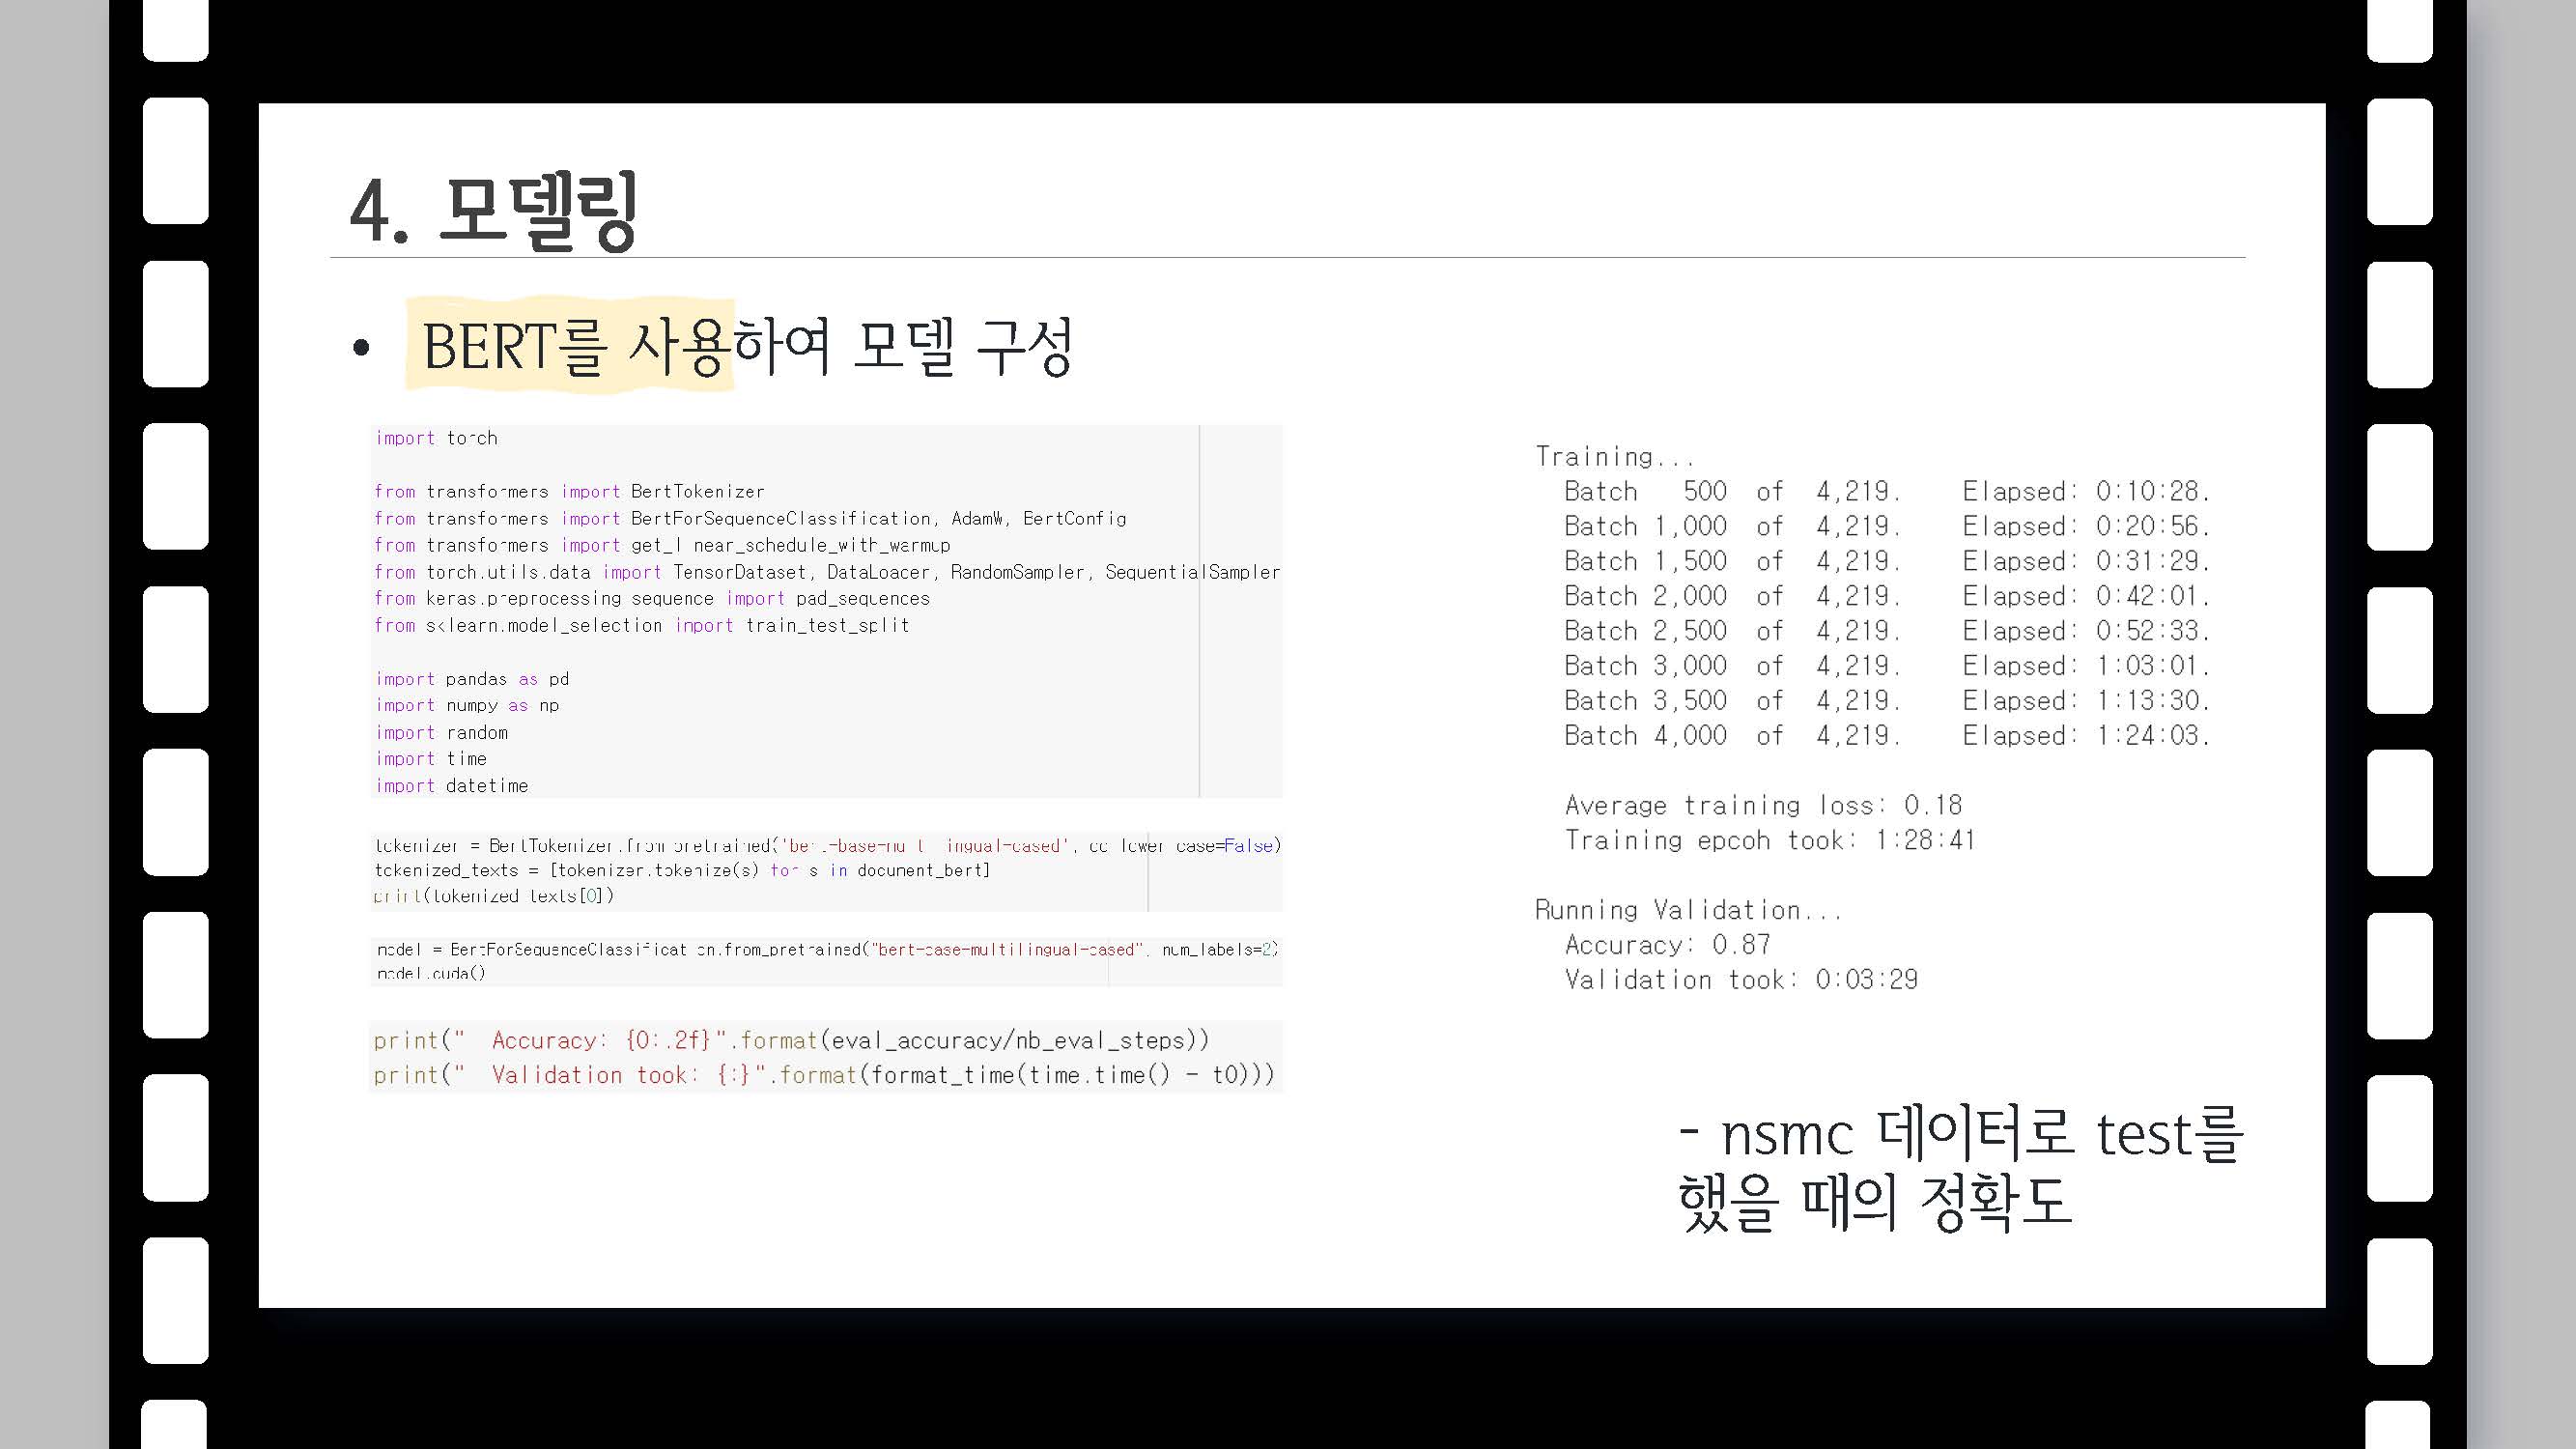 4. 모델링
• BERT를 사용하여 모델 구성
import torch
from transformers import BertTokenizer
from transformers import BertForSequenceClassification, AdamW, BertConfig
from transformers import get_l near_schedule_with_warmup
from torch.utils.data import TensorDataset, DataLoader, RandomSampler, SequentialSampler
from keras.preprocessing sequence import pad_sequences
from sklearn.model_selection import train_test_split
import pandas as pd
import numpy as np
import random
import time
import datetime
tokenizer = BertTokenizer.from_pretrained('bert-base-multilingual-cased', do_lower_case=False)
tokenized_texts = [tokenizer.tokenize(s) for s in document_bert]
print(tokenized_texts[0])
model = BertForSequenceClassification.from_pretrained("bert-base-multilingual-cased", num_labels=2)
model.cuda()
print("  Accuracy: {0:.2f}".format(eval_accuracy/nb_eval_steps))
print("  Validation took: {:}".format(format_time(time.time() - t0)))
Training...
Batch 500 of 4,219. Elapsed: 0:10:28.
Batch 1,000 of 4,219. Elapsed: 0:20:56.
Batch 1,500 of 4,219. Elapsed: 0:31:29.
Batch 2,000 of 4,219. Elapsed: 0:42:01.
Batch 2,500 of 4,219. Elapsed: 0:52:33.
Batch 3,000 of 4,219. Elapsed: 1:03:01.
Batch 3,500 of 4,219. Elapsed: 1:13:30.
Batch 4,000 of 4,219. Elapsed: 1:24:03.
Average training loss: 0.18
Training epcoh took: 1:28:41
Running Validation...
Accuracy: 0.87
Validation took: 0:03:29
- nsmc 데이터로 test를
했을 때의 정확도